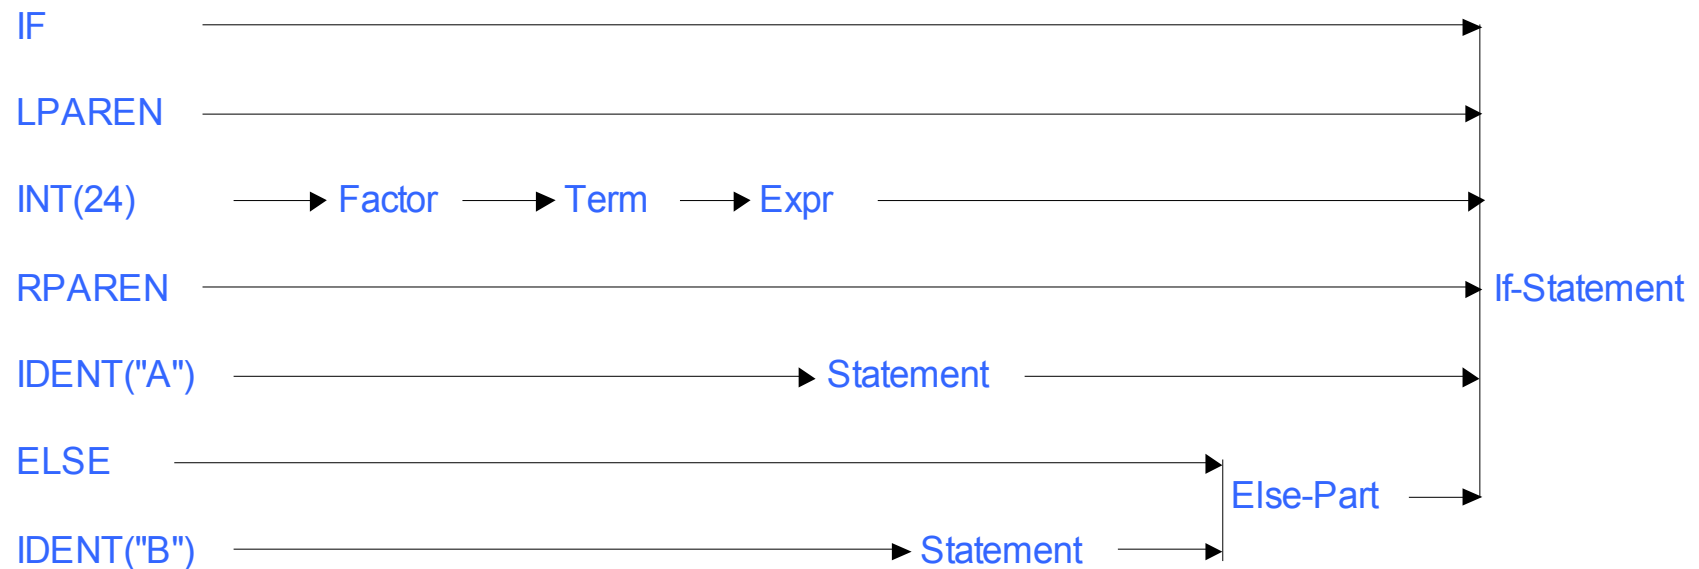 IF
LPAREN
INT(24) Factor Term Expr
RPAREN If-Statement
IDENT("A") Statement
ELSE
Else-Part
IDENT("B") Statement